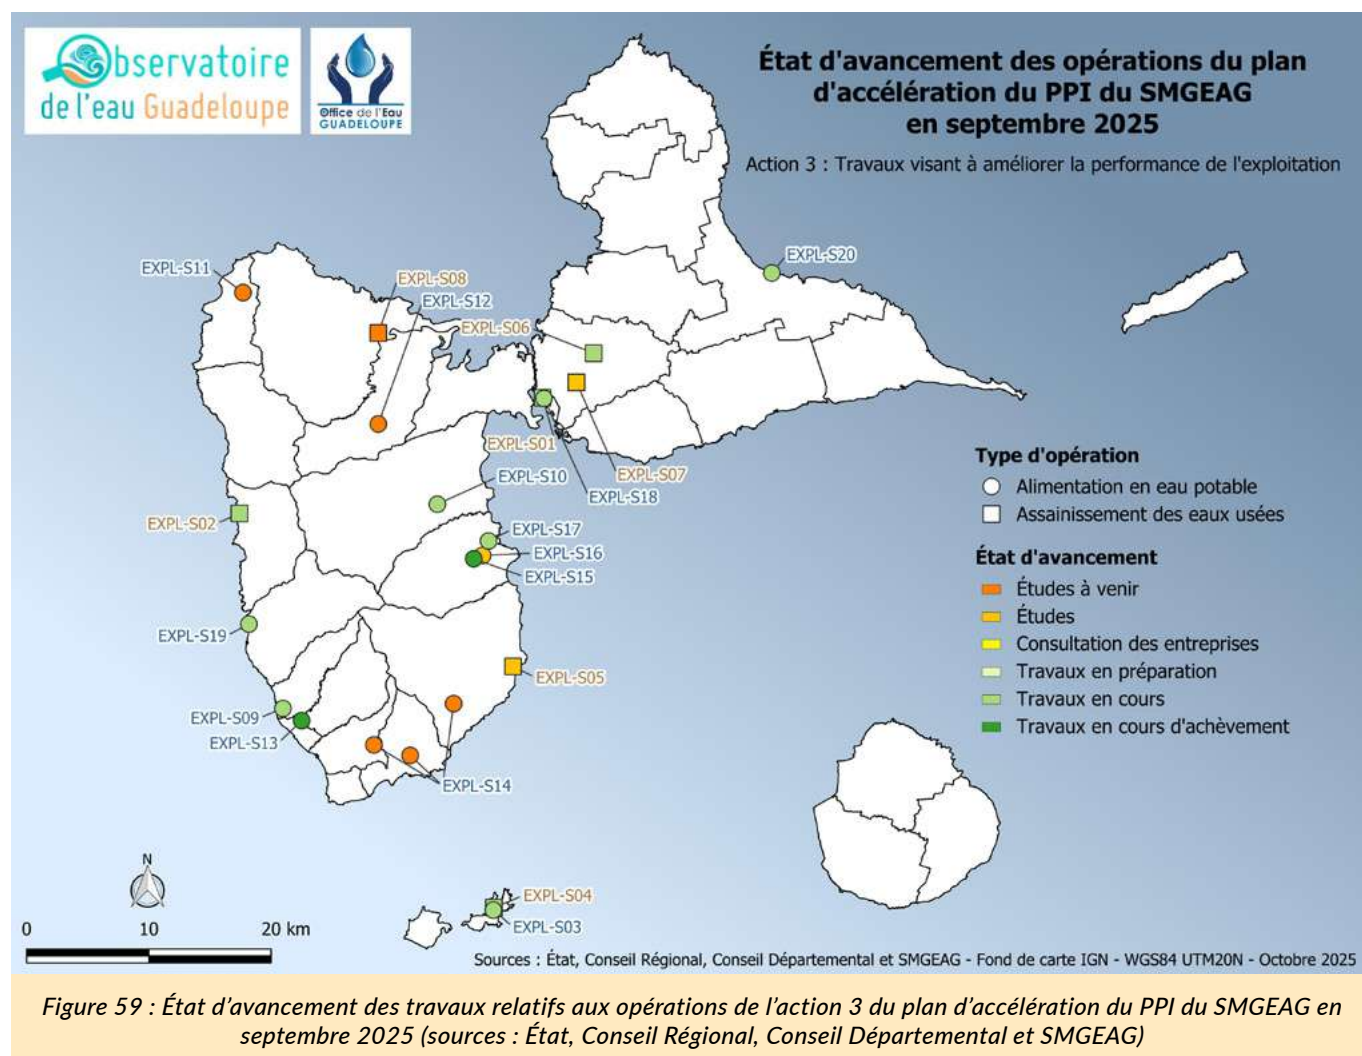 Observatoire
de l'eau Guadeloupe
Office de l'Eau
GUADELOUPE
État d'avancement des opérations du plan
d'accélération du PPI du SMGEAG
en septembre 2025
Action 3 : Travaux visant à améliorer la performance de l'exploitation
EXPL-S20
EXPL-S11
EXPL-S08
EXPL-S12
EXPL-S06
EXPL-S01
EXPL-S07
EXPL-S10
EXPL-S18
EXPL-S02
EXPL-S17
EXPL-S16
EXPL-S15
EXPL-S19
EXPL-S05
EXPL-S09
EXPL-S13
EXPL-S14
EXPL-S04
EXPL-S03
Type d'opération
Alimentation en eau potable
Assainissement des eaux usées
État d'avancement
Études à venir
Études
Consultation des entreprises
Travaux en préparation
Travaux en cours
Travaux en cours d'achèvement
N
0 10 20 km
Sources : État, Conseil Régional, Conseil Départemental et SMGEAG - Fond de carte IGN - WGS84 UTM20N - Octobre 2025
Figure 59 : État d'avancement des travaux relatifs aux opérations de l'action 3 du plan d'accélération du PPI du SMGEAG en
septembre 2025 (sources : État, Conseil Régional, Conseil Départemental et SMGEAG)